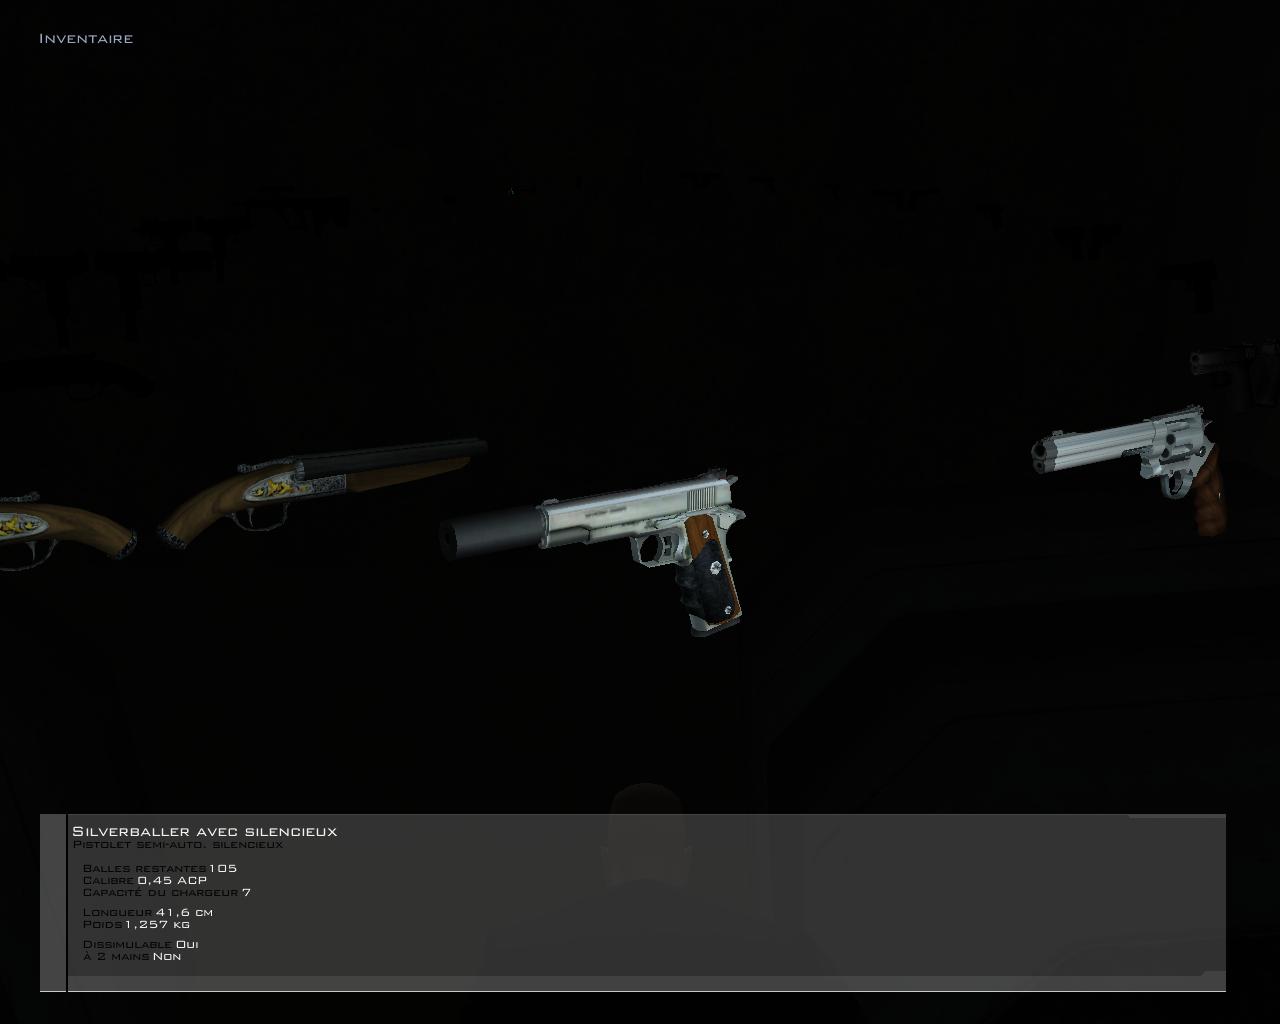 Inventaire
Silverballer avec silencieux
Pistolet semi-auto. silencieux
Balles restantes 105
Calibre 0,45 ACP
Capacité du chargeur 7
Longueur 41,6 cm
Poids 1,257 kg
Dissimulable Oui
À 2 mains Non